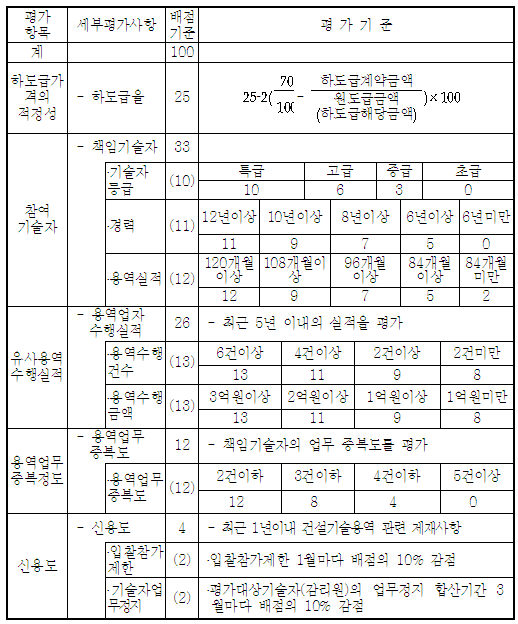 평가 항목 세부평가사항 배점 기준 평 가 기 준
계 100
하도급가격의 적정성 - 하도급율 25 25-2(70/100 - 하도급계약금액/원도급금액(하도급해당금액))×100
참여 기술자 - 책임기술자 33
·기술자 등급 (10) 특급 고급 중급 초급
10 6 3 0
·경력 (11) 12년이상 10년이상 8년이상 6년이상 6년미만
11 9 7 5 0
·용역실적 (12) 120개월 이상 108개월이상 96개월 이상 84개월 이상 84개월 미만
12 9 7 5 2
유사용역 수행실적 - 용역업자 수행실적 26 - 최근 5년 이내의 실적을 평가
·용역수행 건수 (13) 6건이상 4건이상 2건이상 2건미만
13 11 9 8
·용역수행 금액 (13) 3억원이상 2억원이상 1억원이상 1억원미만
13 11 9 8
용역업무 중복정도 - 용역업무 중복도 12 - 책임기술자의 업무 중복도를 평가
·용역업무 중복도 (12) 2건이하 3건이하 4건이하 5건이상
12 8 4 0
신용도 - 신용도 4 - 최근 1년이내 건설기술용역 관련 제재사항
·입찰참가 제한 (2) ·입찰참가제한 1월마다 배점의 10% 감점
·기술자업무정지 (2) ·평가대상기술자(감리원)의 업무정지 합산기간 3월마다 배점의 10% 감점